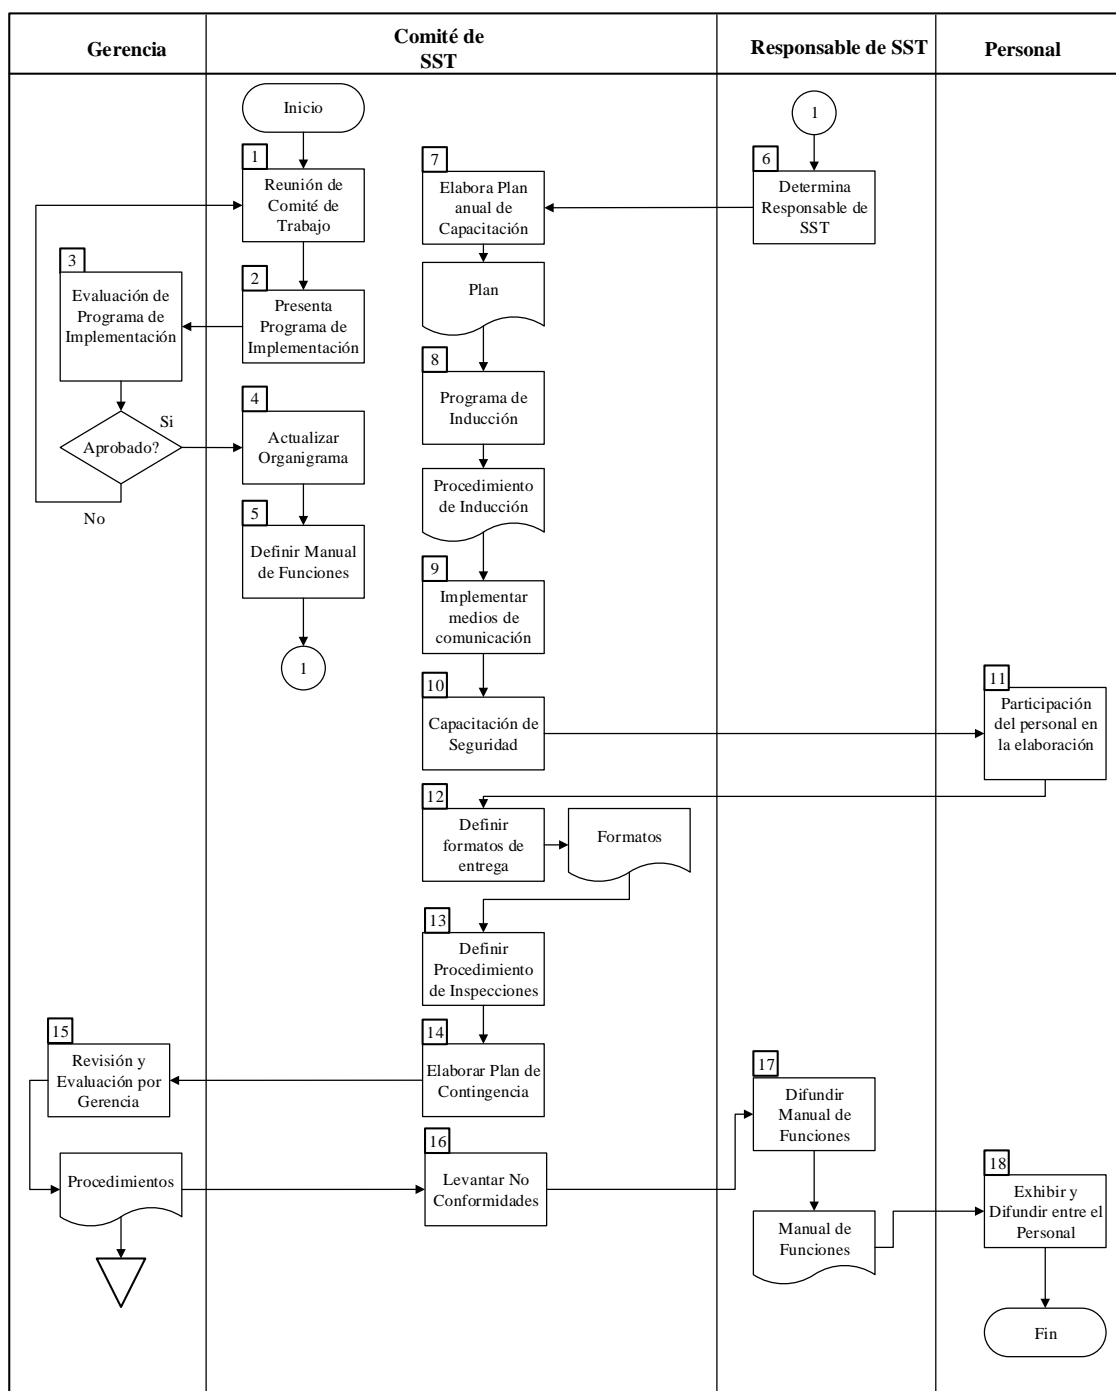 Gerencia
Comité de
SST
Responsable de SST
Personal
Inicio
1
Reunión de
Comité de
Trabajo
2
Presenta
Programa de
Implementación
3
Evaluación de
Programa de
Implementación
Aprobado?
Si
No
4
Actualizar
Organigrama
5
Definir Manual
de Funciones
1
1
6
Determina
Responsable de
SST
7
Elabora Plan
anual de
Capacitación
Plan
8
Programa de
Inducción
Procedimiento
de Inducción
9
Implementar
medios de
comunicación
10
Capacitación de
Seguridad
11
Participación
del personal en
la elaboración
12
Definir
formatos de
entrega
Formatos
13
Definir
Procedimiento
de Inspecciones
14
Elaborar Plan de
Contingencia
15
Revisión y
Evaluación por
Gerencia
Procedimientos
16
Levantar No
Conformidades
17
Difundir
Manual de
Funciones
Manual de
Funciones
18
Exhibir y
Difundir entre el
Personal
Fin